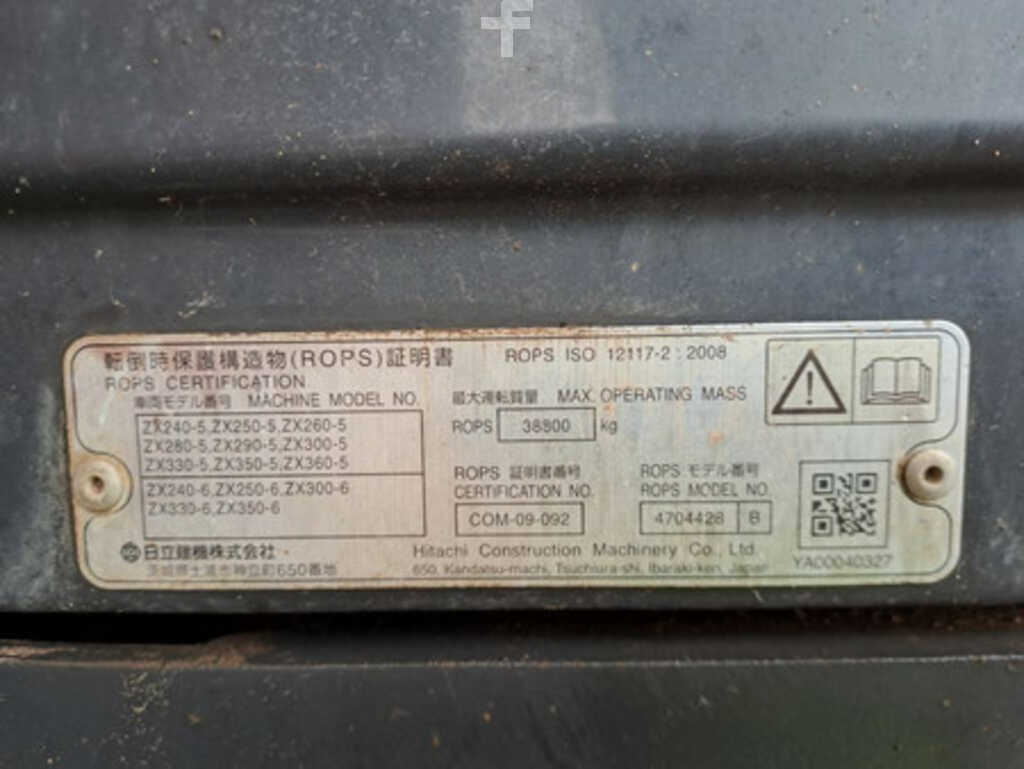 転倒時保護構造物(ROPS)証明書
ROPS CERTIFICATION
ROPS ISO 12117-2 : 2008
車両モデル番号 MACHINE MODEL NO.
ZX240-5,ZX250-5,ZX260-5
ZX280-5,ZX290-5,ZX300-5
ZX330-5,ZX350-5,ZX360-5
ZX240-6,ZX250-6,ZX300-6
ZX330-6,ZX350-6
最大運転質量 MAX. OPERATING MASS
ROPS 38800 kg
ROPS 証明書番号
CERTIFICATION NO.
COM-09-092
ROPS モデル番号
ROPS MODEL NO.
4704428 B
日立建機株式会社
茨城県土浦市神立町650番地
Hitachi Construction Machinery Co., Ltd.
650, Kandatsu-machi, Tsuchiura-shi, Ibaraki-ken, Japan
YA00040327